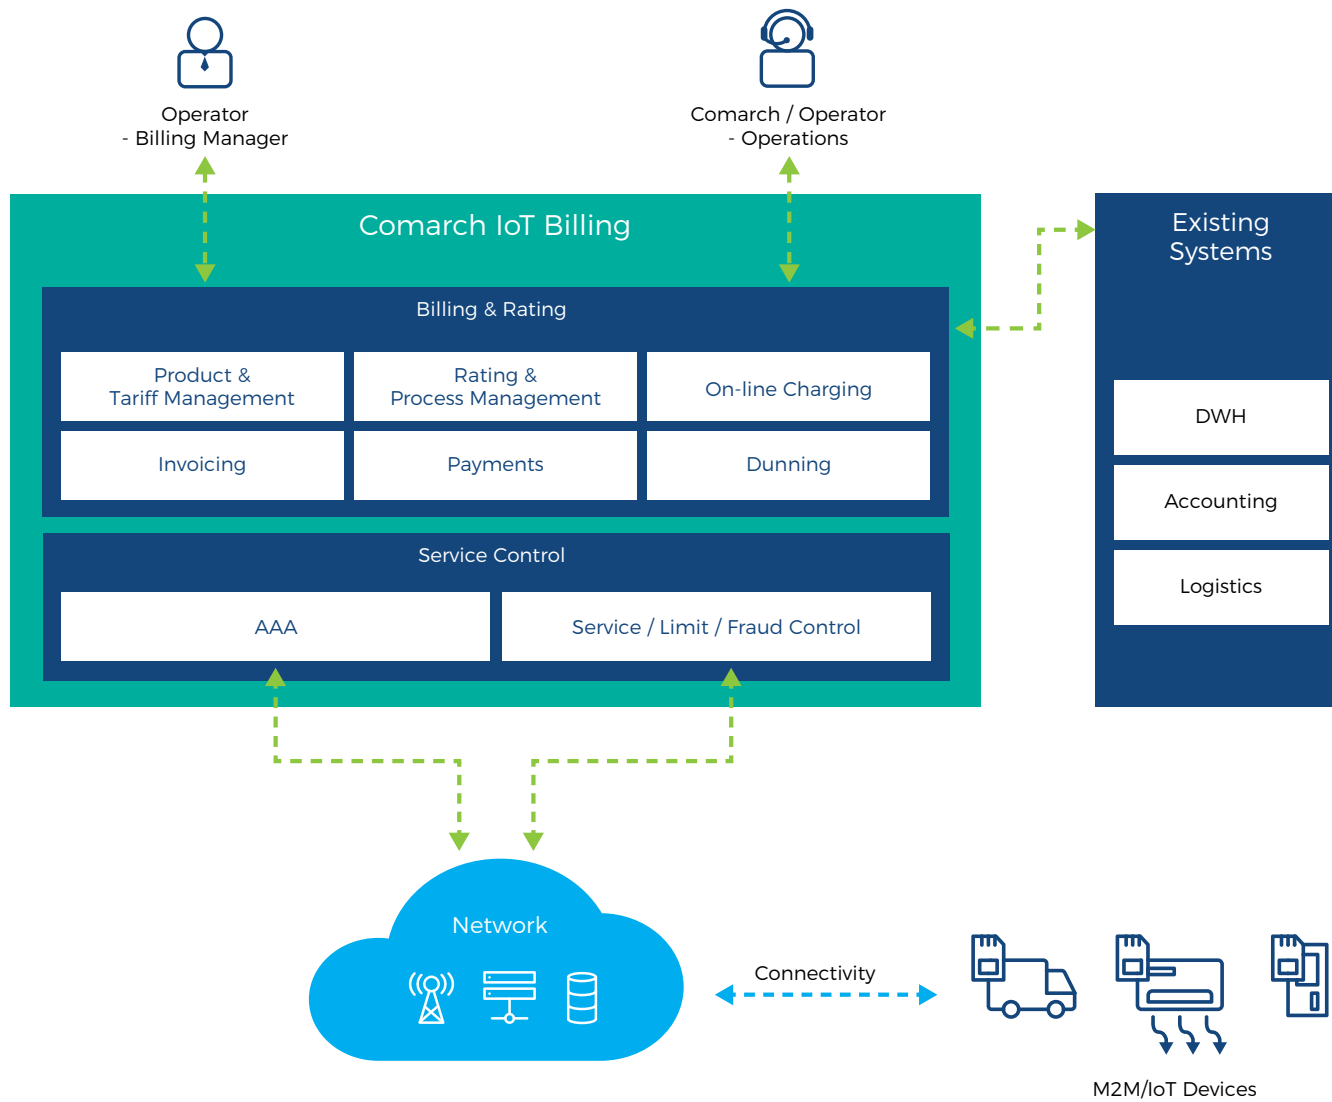 Operator
- Billing Manager
Comarch / Operator
- Operations
Comarch IoT Billing
Existing
Systems
Billing & Rating
Product &
Tariff Management
Rating &
Process Management
On-line Charging
Invoicing
Payments
Dunning
DWH
Accounting
Logistics
Service Control
AAA
Service / Limit / Fraud Control
Network
Connectivity
M2M/IoT Devices